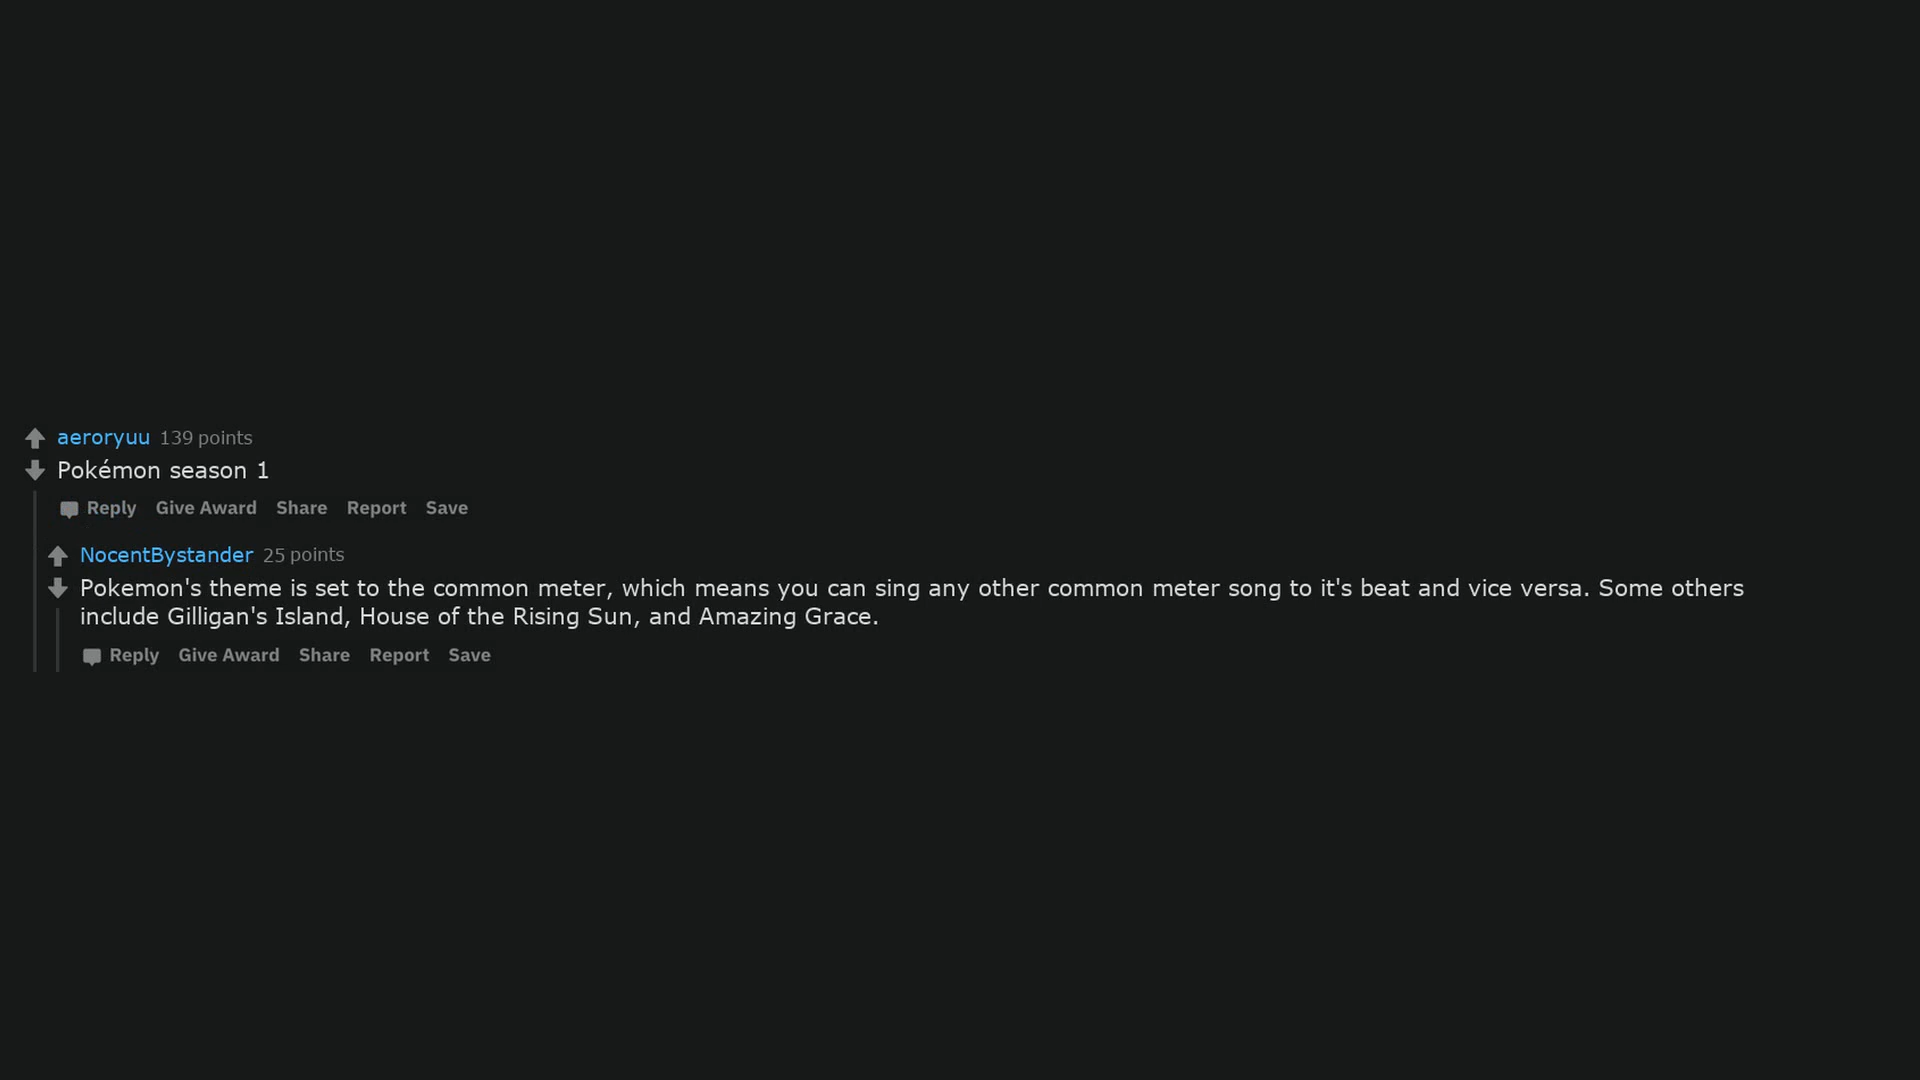 aeroryuu 139 points
Pokémon season 1
Reply Give Award Share Report Save
NocentBystander 25 points
Pokemon's theme is set to the common meter, which means you can sing any other common meter song to it's beat and vice versa. Some others
include Gilligan's Island, House of the Rising Sun, and Amazing Grace.
Reply Give Award Share Report Save